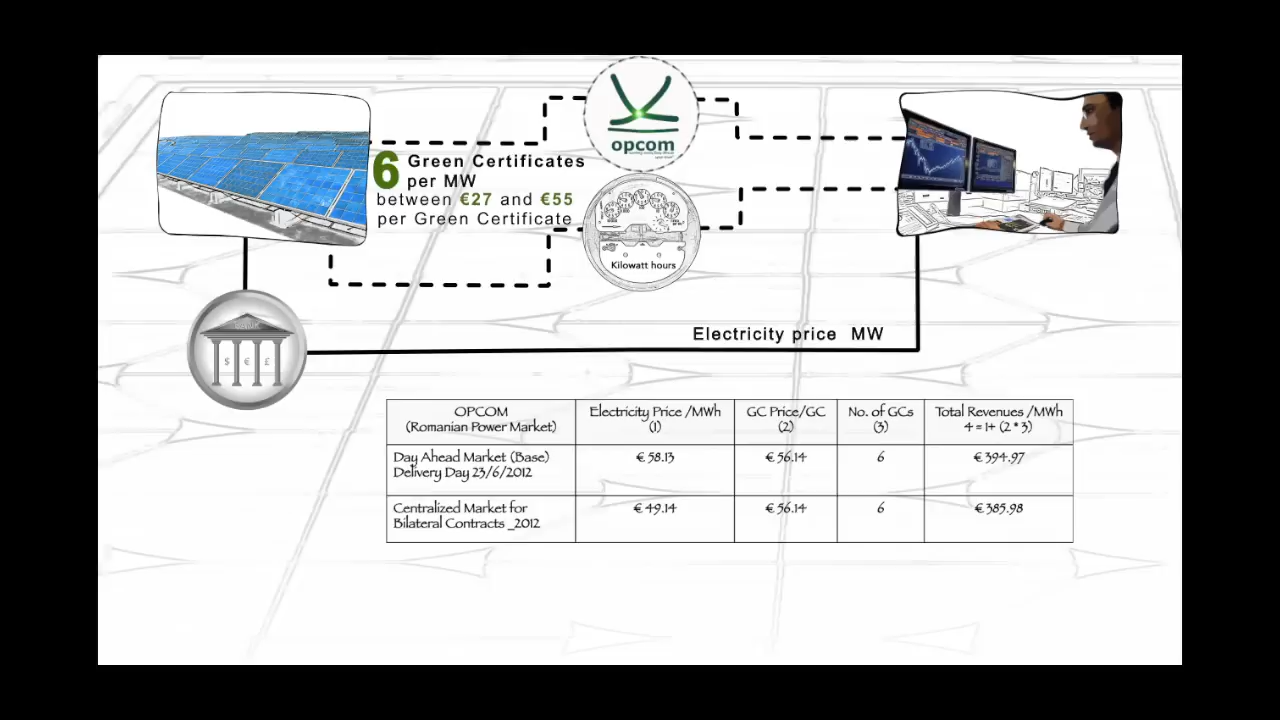 opcom
6 Green Certificates
per MW
between €27 and €55
per Green Certificate
Kilowatt hours
BANK
$ € £
Electricity price MW
OPCOM
(Romanian Power Market)
Electricity Price /MWh
(1)
GC Price/GC
(2)
No. of GCs
(3)
Total Revenues /MWh
4 = 1+ (2 * 3)
Day Ahead Market (Base)
Delivery Day 23/6/2012
€ 58.13
€ 56.14
6
€ 394.97
Centralized Market for
Bilateral Contracts _2012
€ 49.14
€ 56.14
6
€ 385.98